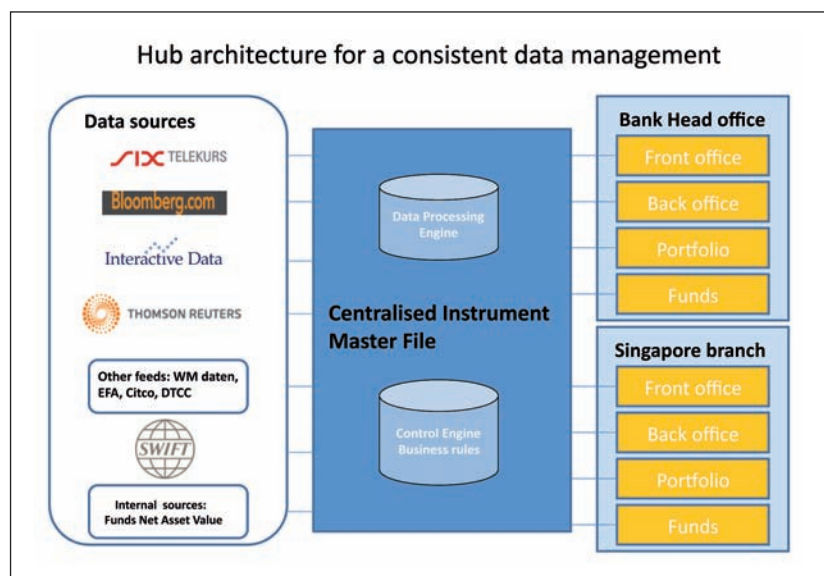 Hub architecture for a consistent data management
Data sources
SIX TELEKURS
Bloomberg.com
Interactive Data
THOMSON REUTERS
Other feeds: WM daten,
EFA, Citco, DTCC
SWIFT
Internal sources:
Funds Net Asset Value
Data Processing
Engine
Centralised Instrument
Master File
Control Engine
Business rules
Bank Head office
Front office
Back office
Portfolio
Funds
Singapore branch
Front office
Back office
Portfolio
Funds